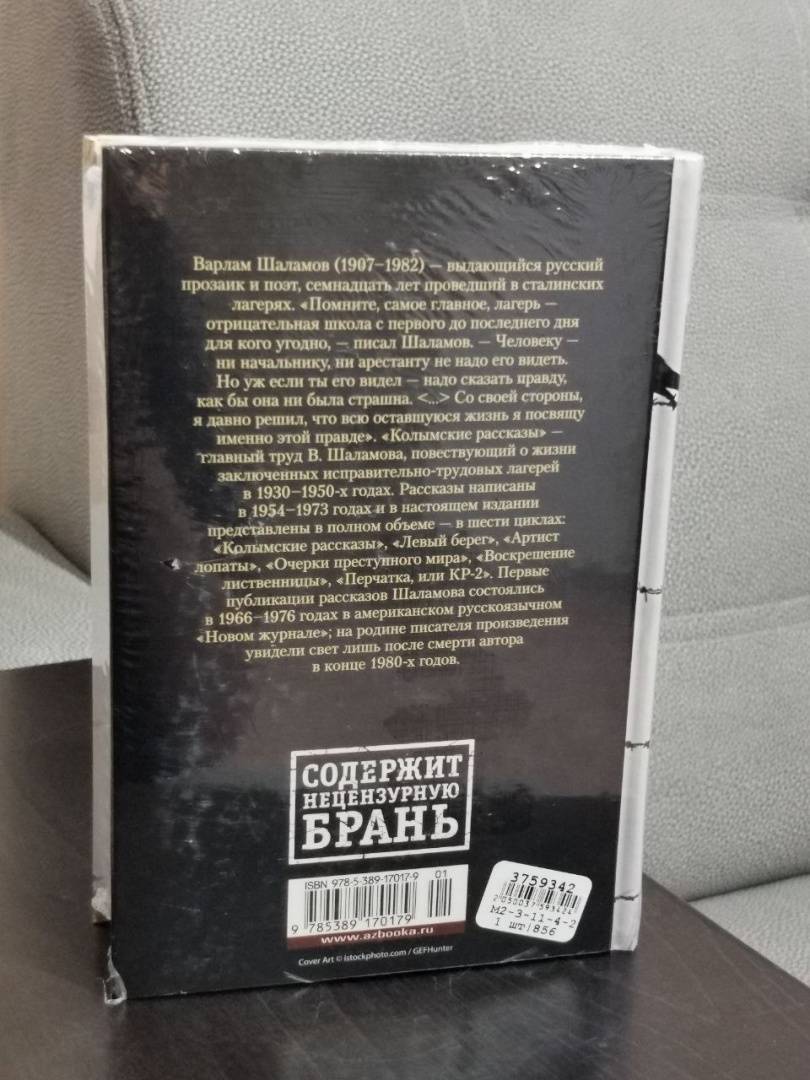 Варлам Шаламов (1907–1982) — выдающийся русский
прозаик и поэт, семнадцать лет проведший в сталинских
лагерях. «Помните, самое главное, лагерь —
отрицательная школа с первого до последнего дня
для кого угодно, — писал Шаламов. — Человеку —
ни начальнику, ни арестанту не надо его видеть.
Но уж если ты его видел — надо сказать правду,
как бы она ни была страшна. <...> Со своей стороны,
я давно решил, что всю оставшуюся жизнь я посвящу
именно этой правде». «Колымские рассказы» —
главный труд В. Шаламова, повествующий о жизни
заключенных исправительно-трудовых лагерей
в 1930–1950-х годах. Рассказы написаны
в 1954–1973 годах и в настоящем издании
представлены в полном объеме — в шести циклах:
«Колымские рассказы», «Левый берег», «Артист
лопаты», «Очерки преступного мира», «Воскрешение
лиственницы», «Перчатка, или КР-2». Первые
публикации рассказов Шаламова состоялись
в 1966–1976 годах в американском русскоязычном
«Новом журнале»; на родине писателя произведения
увидели свет лишь после смерти автора
в конце 1980-х годов.
СОДЕРЖИТ
НЕЦЕНЗУРНУЮ
БРАНЬ
ISBN 978-5-389-17017-9 01
9 785389 170179
www.azbooka.ru
Cover Art © istockphoto.com / GEFHunter
3759342
2050037593424
М2-3-11-4-2
1 шт/856